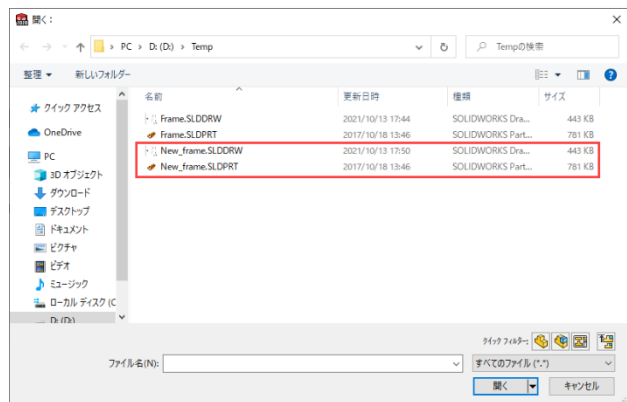 開く:
PC › D: (D:) › Temp
Tempの検索
整理 新しいフォルダー
名前 更新日時 種類 サイズ
Frame.SLDDRW 2021/10/13 17:44 SOLIDWORKS Dra... 443 KB
Frame.SLDPRT 2017/10/18 13:46 SOLIDWORKS Part... 781 KB
New_frame.SLDDRW 2021/10/13 17:50 SOLIDWORKS Dra... 443 KB
New_frame.SLDPRT 2017/10/18 13:46 SOLIDWORKS Part... 781 KB
クイック アクセス
OneDrive
PC
3D オブジェクト
ダウンロード
デスクトップ
ドキュメント
ピクチャ
ビデオ
ミュージック
ローカル ディスク (C
D: (D:)
クイック フィルター:
ファイル名(N): すべてのファイル (*.*)
開く キャンセル